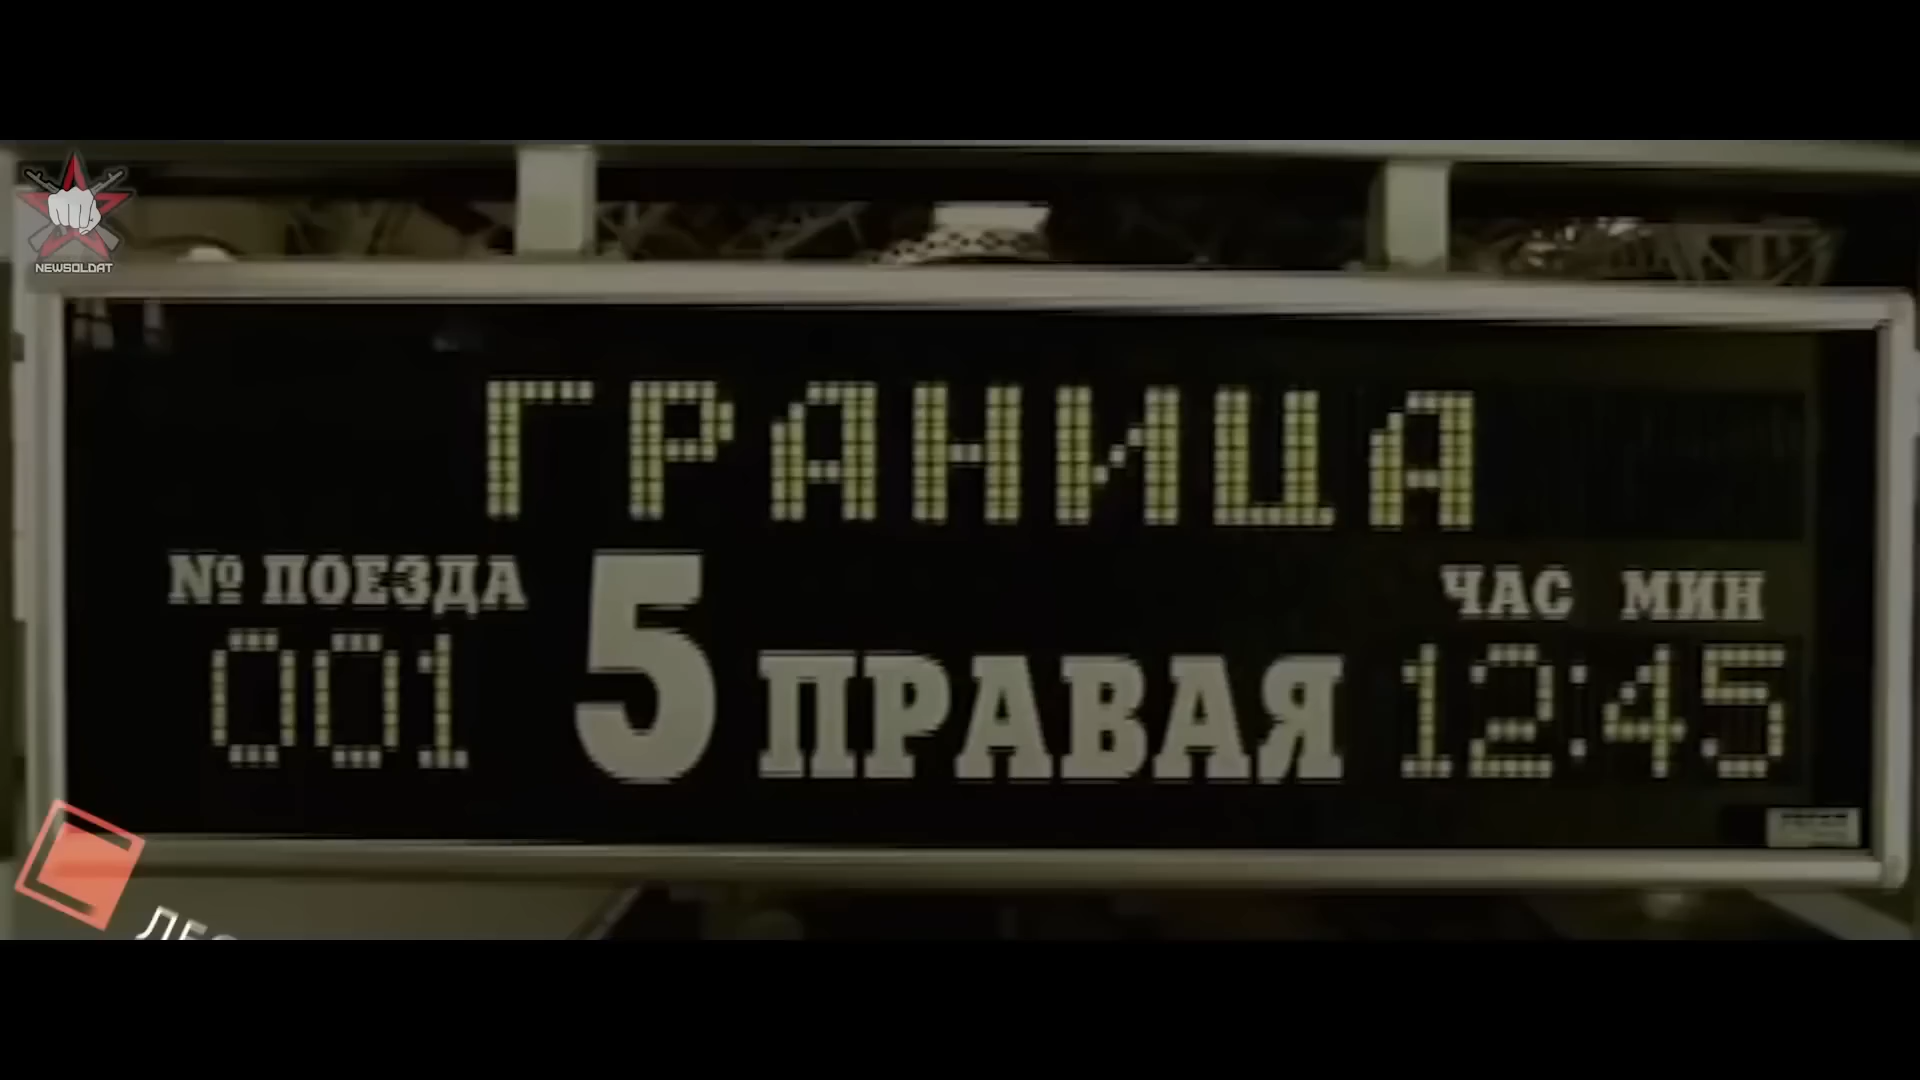 NEWSOLDAT
ГРАНИЦА
№ ПОЕЗДА
ЧАС МИН
001
5 ПРАВАЯ
12:45